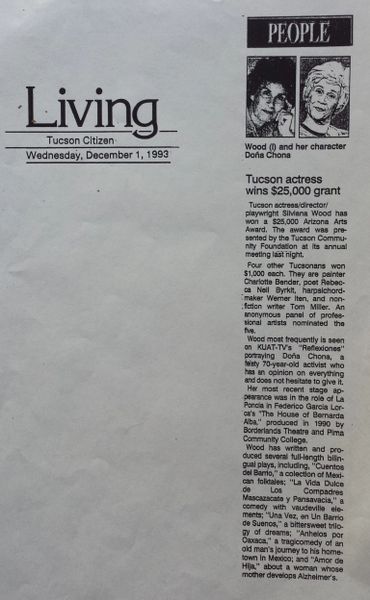 PEOPLE
Living
Tucson Citizen
Wednesday, December 1, 1993
Wood (l) and her character
Doña Chona
Tucson actress
wins $25,000 grant
Tucson actress/director/
playwright Silviana Wood has
won a $25,000 Arizona Arts
Award. The award was pre-
sented by the Tucson Commu-
nity Foundation at its annual
meeting last night.
Four other Tucsonans won
$1,000 each. They are painter
Charlotte Bender, poet Rebec-
ca Neil Byrkit, harpsichord-
maker Werner Iten, and non-
fiction writer Tom Miller. An
anonymous panel of profes-
sional artists nominated the
five.
Wood most frequently is seen
on KUAT-TV's "Reflexiones"
portraying Doña Chona, a
feisty 70-year-old activist who
has an opinion on everything
and does not hesitate to give it.
Her most recent stage ap-
pearance was in the role of La
Poncia in Federico Garcia Lor-
ca's "The House of Bernarda
Alba," produced in 1990 by
Borderlands Theatre and Pima
Community College.
Wood has written and pro-
duced several full-length bilin-
gual plays, including, "Cuentos
del Barrio," a collection of Mexi-
can folktales; "La Vida Dulce
de Los Compadres
Mascazacate y Pansavacia," a
comedy with vaudeville ele-
ments; "Una Vez, en Un Barrio
de Suenos," a bittersweet trilo-
gy of dreams; "Anhelos por
Oaxaca," a tragicomedy of an
old man's journey to his home-
town in Mexico; and "Amor de
Hija," about a woman whose
mother develops Alzheimer's.